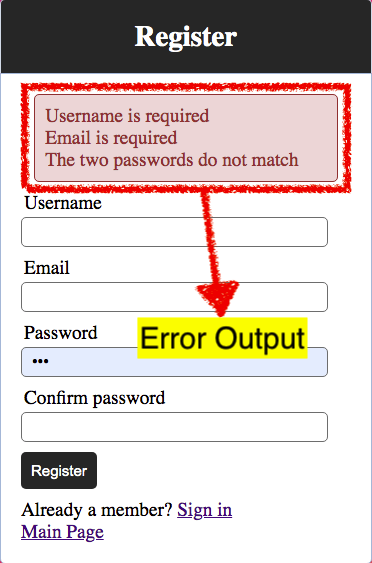 Register
Username is required
Email is required
The two passwords do not match
Username
Email
Password
Error Output
•••
Confirm password
Register
Already a member? Sign in
Main Page